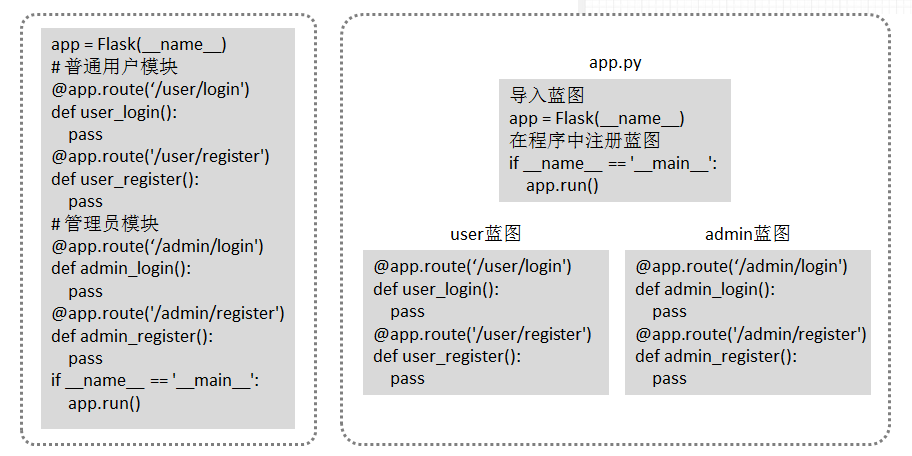 app = Flask(__name__)
# 普通用户模块
@app.route(‘/user/login')
def user_login():
    pass
@app.route('/user/register')
def user_register():
    pass
# 管理员模块
@app.route(‘/admin/login')
def admin_login():
    pass
@app.route('/admin/register')
def admin_register():
    pass
if __name__ == '__main__':
    app.run()
app.py
导入蓝图
app = Flask(__name__)
在程序中注册蓝图
if __name__ == '__main__':
    app.run()
user蓝图
@app.route(‘/user/login')
def user_login():
    pass
@app.route('/user/register')
def user_register():
    pass
admin蓝图
@app.route(‘/admin/login')
def admin_login():
    pass
@app.route('/admin/register')
def admin_register():
    pass